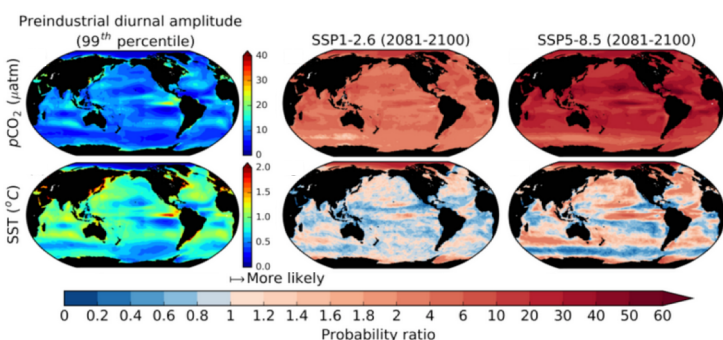 Preindustrial diurnal amplitude
(99th percentile)
SSP1-2.6 (2081-2100)
SSP5-8.5 (2081-2100)
pCO2 (μatm)
40
30
20
10
0
SST (°C)
2.0
1.5
1.0
0.5
0.0
↦ More likely
0 0.2 0.4 0.6 0.8 1 1.2 1.4 1.6 1.8 2 4 6 10 20 30 40 50 60
Probability ratio